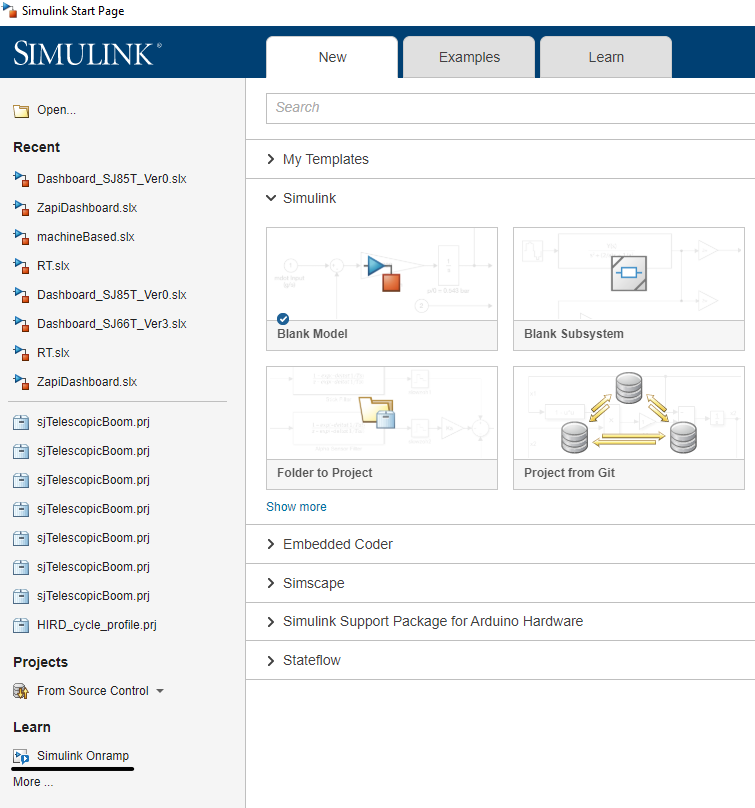 Simulink Start Page
SIMULINK®
New
Examples
Learn
Open...
Recent
Dashboard_SJ85T_Ver0.slx
ZapiDashboard.slx
machineBased.slx
RT.slx
Dashboard_SJ85T_Ver0.slx
Dashboard_SJ66T_Ver3.slx
RT.slx
ZapiDashboard.slx
sjTelescopicBoom.prj
sjTelescopicBoom.prj
sjTelescopicBoom.prj
sjTelescopicBoom.prj
sjTelescopicBoom.prj
sjTelescopicBoom.prj
sjTelescopicBoom.prj
HIRD_cycle_profile.prj
Projects
From Source Control
Learn
Simulink Onramp
More ...
Search
My Templates
Simulink
Blank Model
Blank Subsystem
Folder to Project
Project from Git
Show more
Embedded Coder
Simscape
Simulink Support Package for Arduino Hardware
Stateflow